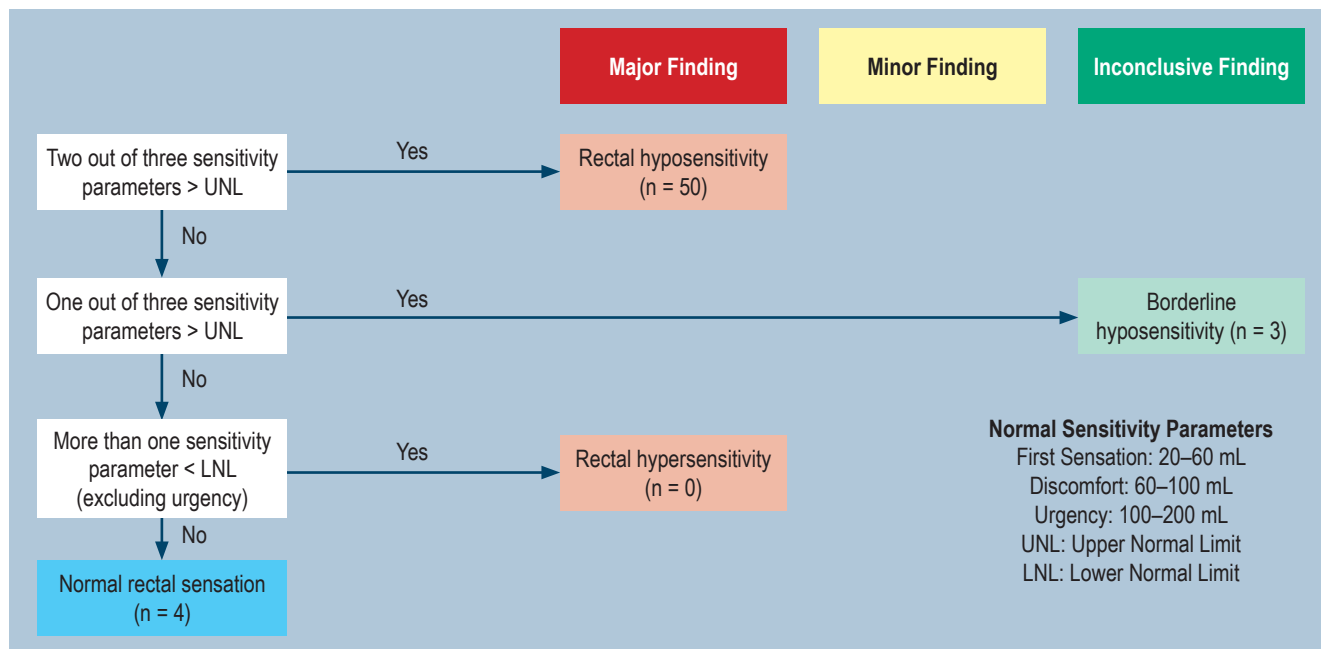 Major Finding
Minor Finding
Inconclusive Finding
Two out of three sensitivity
parameters > UNL
Yes
Rectal hyposensitivity
(n = 50)
No
One out of three sensitivity
parameters > UNL
Yes
Borderline
hyposensitivity (n = 3)
No
More than one sensitivity
parameter < LNL
(excluding urgency)
Yes
Rectal hypersensitivity
(n = 0)
No
Normal rectal sensation
(n = 4)
Normal Sensitivity Parameters
First Sensation: 20–60 mL
Discomfort: 60–100 mL
Urgency: 100–200 mL
UNL: Upper Normal Limit
LNL: Lower Normal Limit